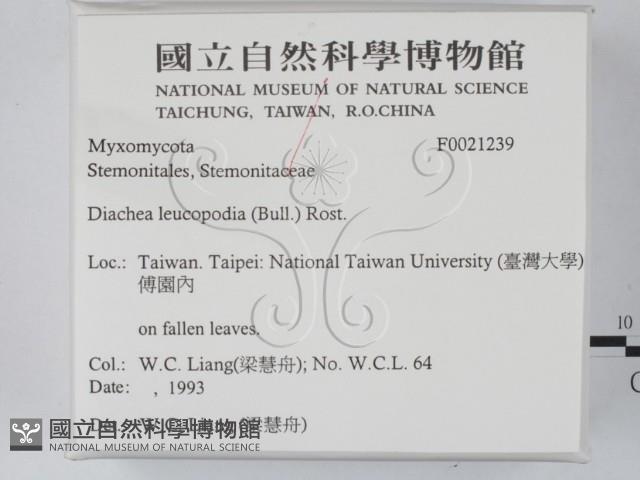 國立自然科學博物館
NATIONAL MUSEUM OF NATURAL SCIENCE
TAICHUNG, TAIWAN, R.O.CHINA
Myxomycota F0021239
Stemonitales, Stemonitaceae
Diachea leucopodia (Bull.) Rost.
Loc.: Taiwan. Taipei: National Taiwan University (臺灣大學)
傅園內
on fallen leaves.
Col.: W.C. Liang(梁慧舟); No. W.C.L. 64
Date: , 1993
慧舟)
國立自然科學博物館
NATIONAL MUSEUM OF NATURAL SCIENCE
10